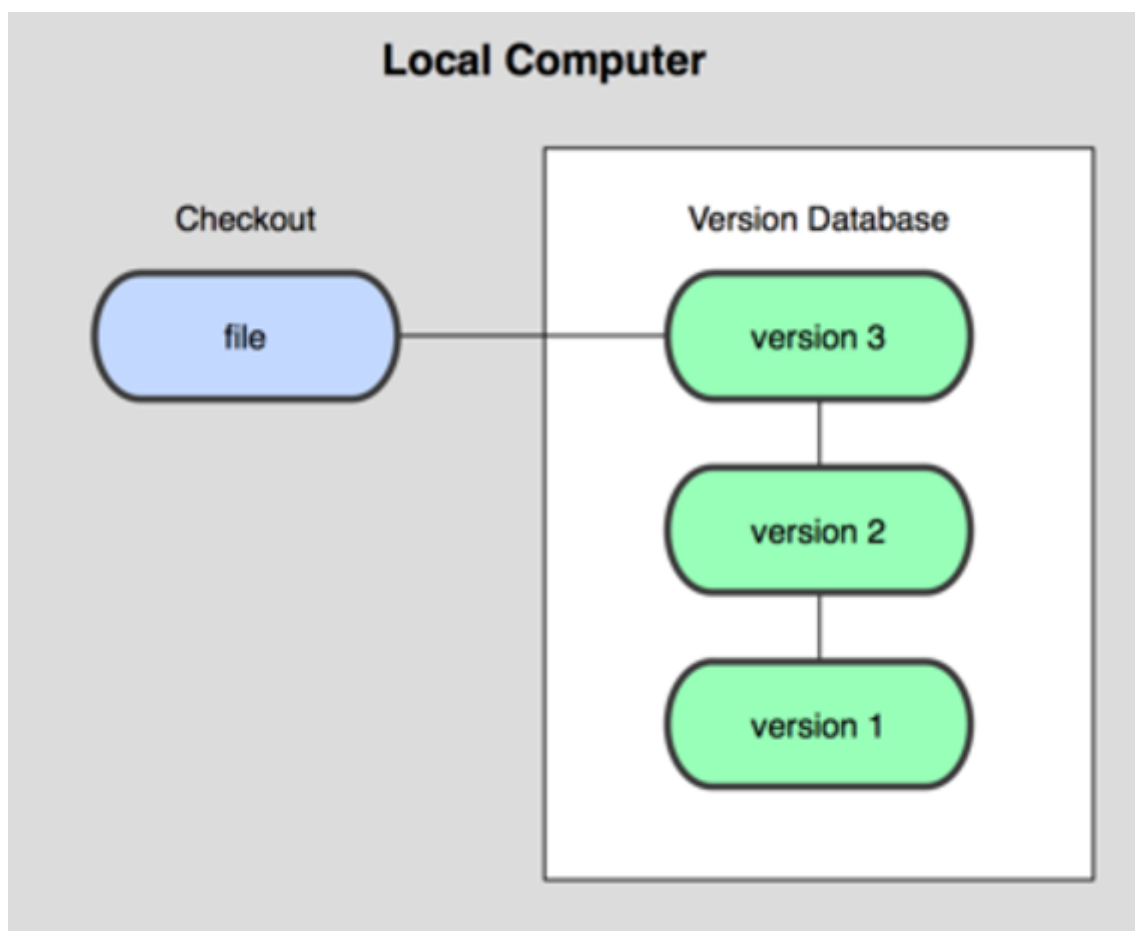 Local Computer
Checkout
Version Database
file
version 3
version 2
version 1